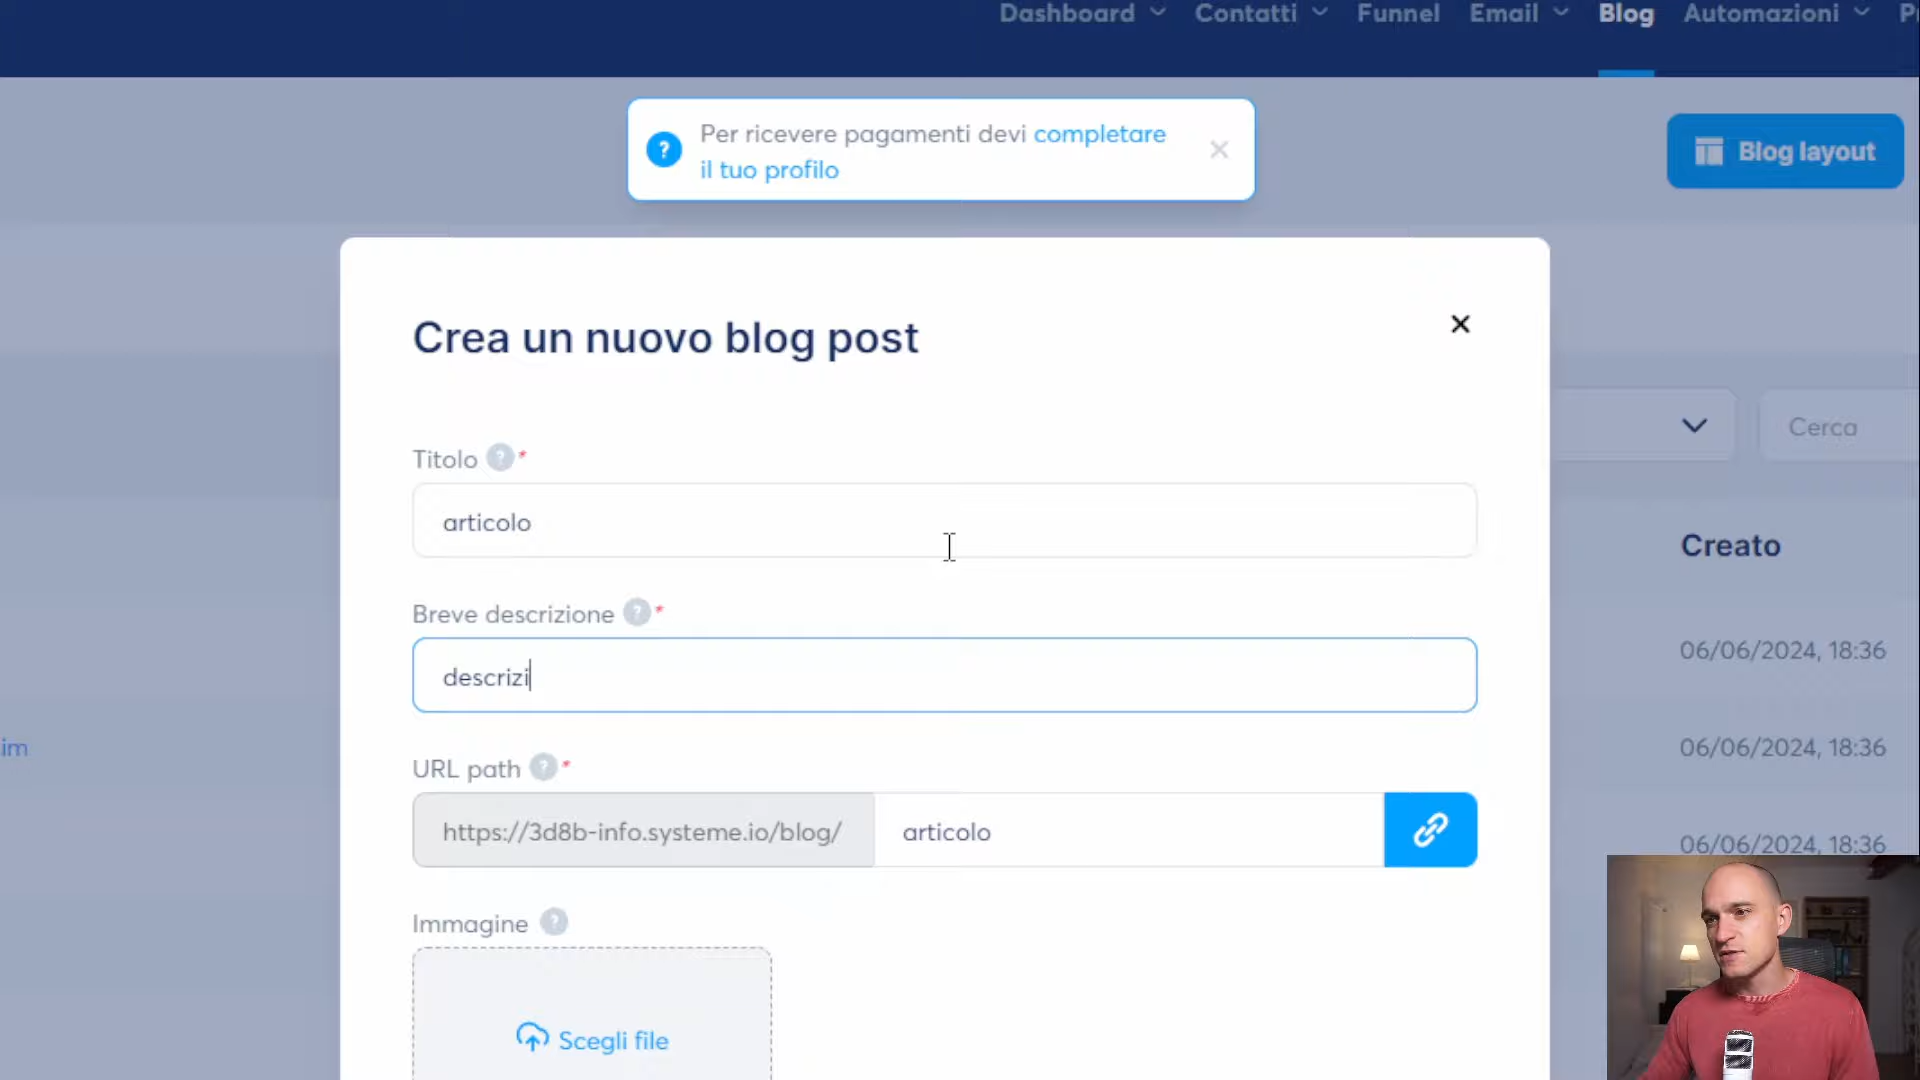 Dashboard Contatti Funnel Email Blog Automazioni
Per ricevere pagamenti devi completare
il tuo profilo
Blog layout
Crea un nuovo blog post
Titolo ? *
articolo
Cerca
Creato
Breve descrizione ? *
descrizi
06/06/2024, 18:36
im
06/06/2024, 18:36
URL path ? *
https://3d8b-info.systeme.io/blog/ articolo
06/06/2024, 18:36
Immagine ?
Scegli file